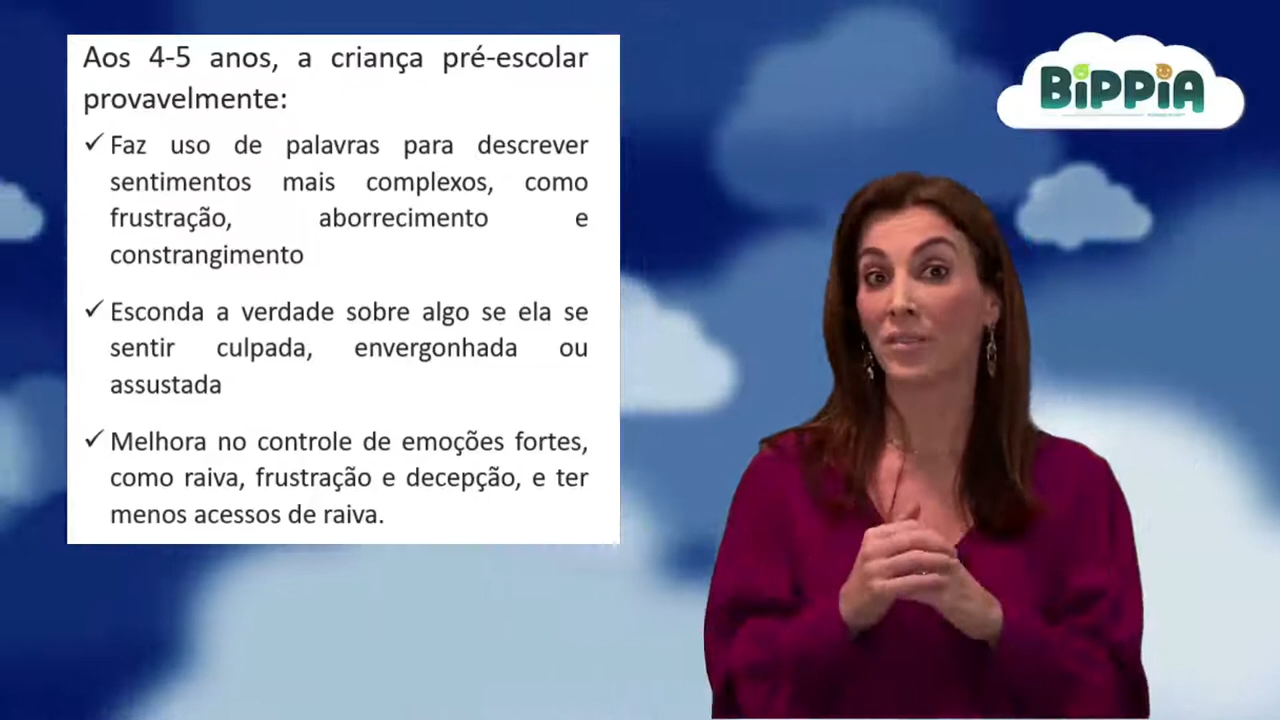 Aos 4-5 anos, a criança pré-escolar
provavelmente:
✓ Faz uso de palavras para descrever
sentimentos mais complexos, como
frustração, aborrecimento e
constrangimento
✓ Esconda a verdade sobre algo se ela se
sentir culpada, envergonhada ou
assustada
✓ Melhora no controle de emoções fortes,
como raiva, frustração e decepção, e ter
menos acessos de raiva.
BiPPiA